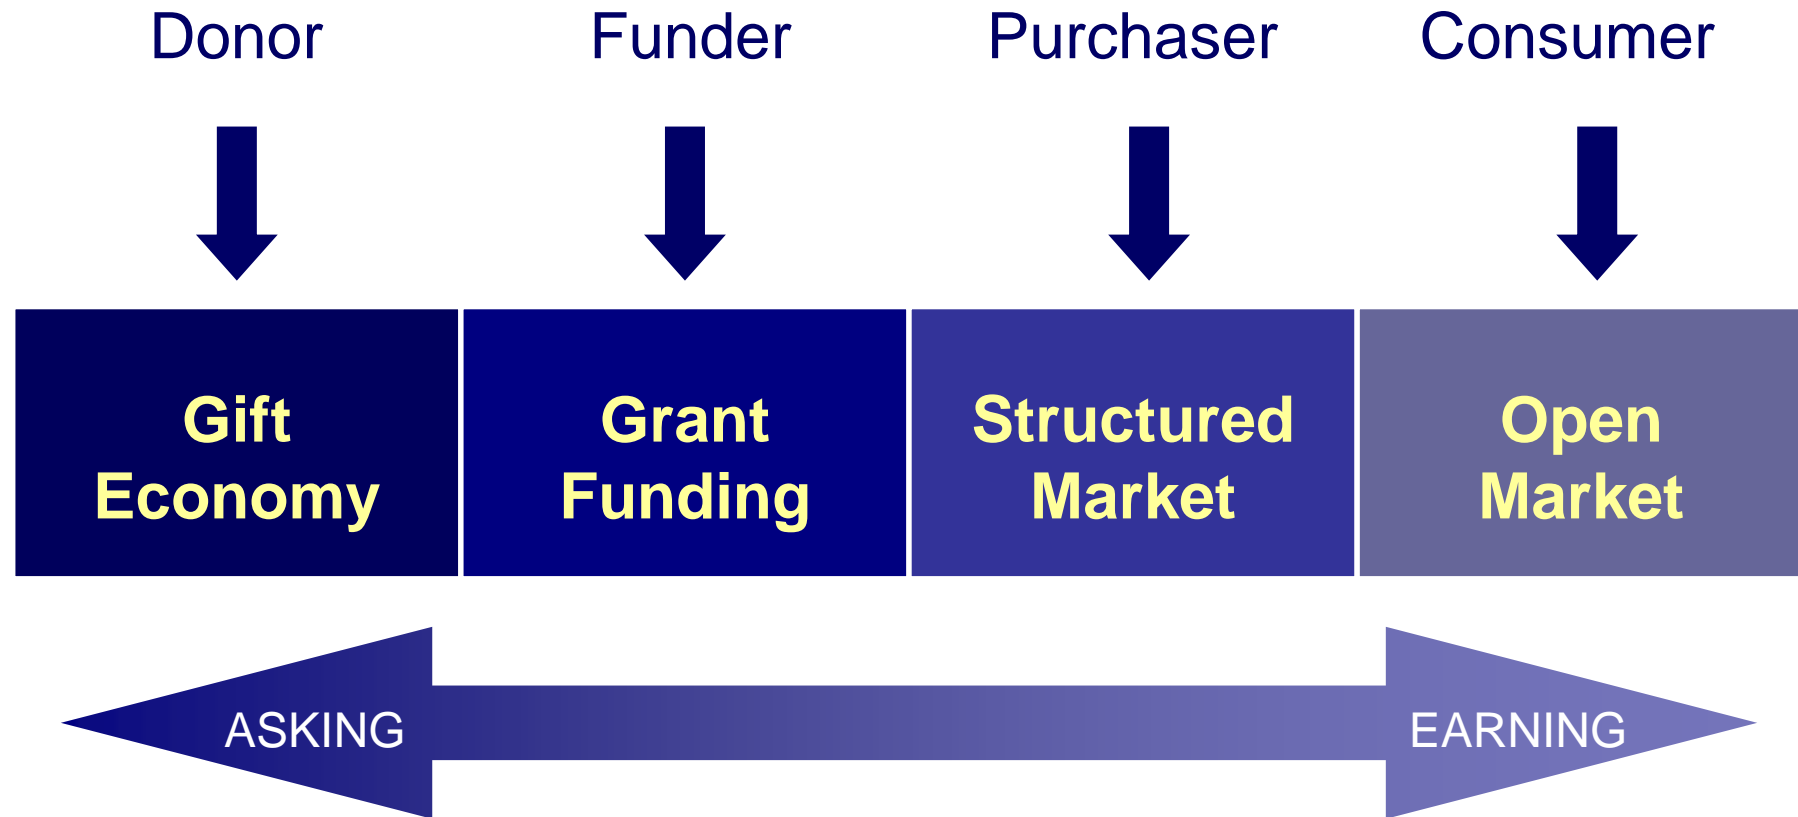 Donor Funder Purchaser Consumer
Gift Economy
Grant Funding
Structured Market
Open Market
ASKING EARNING